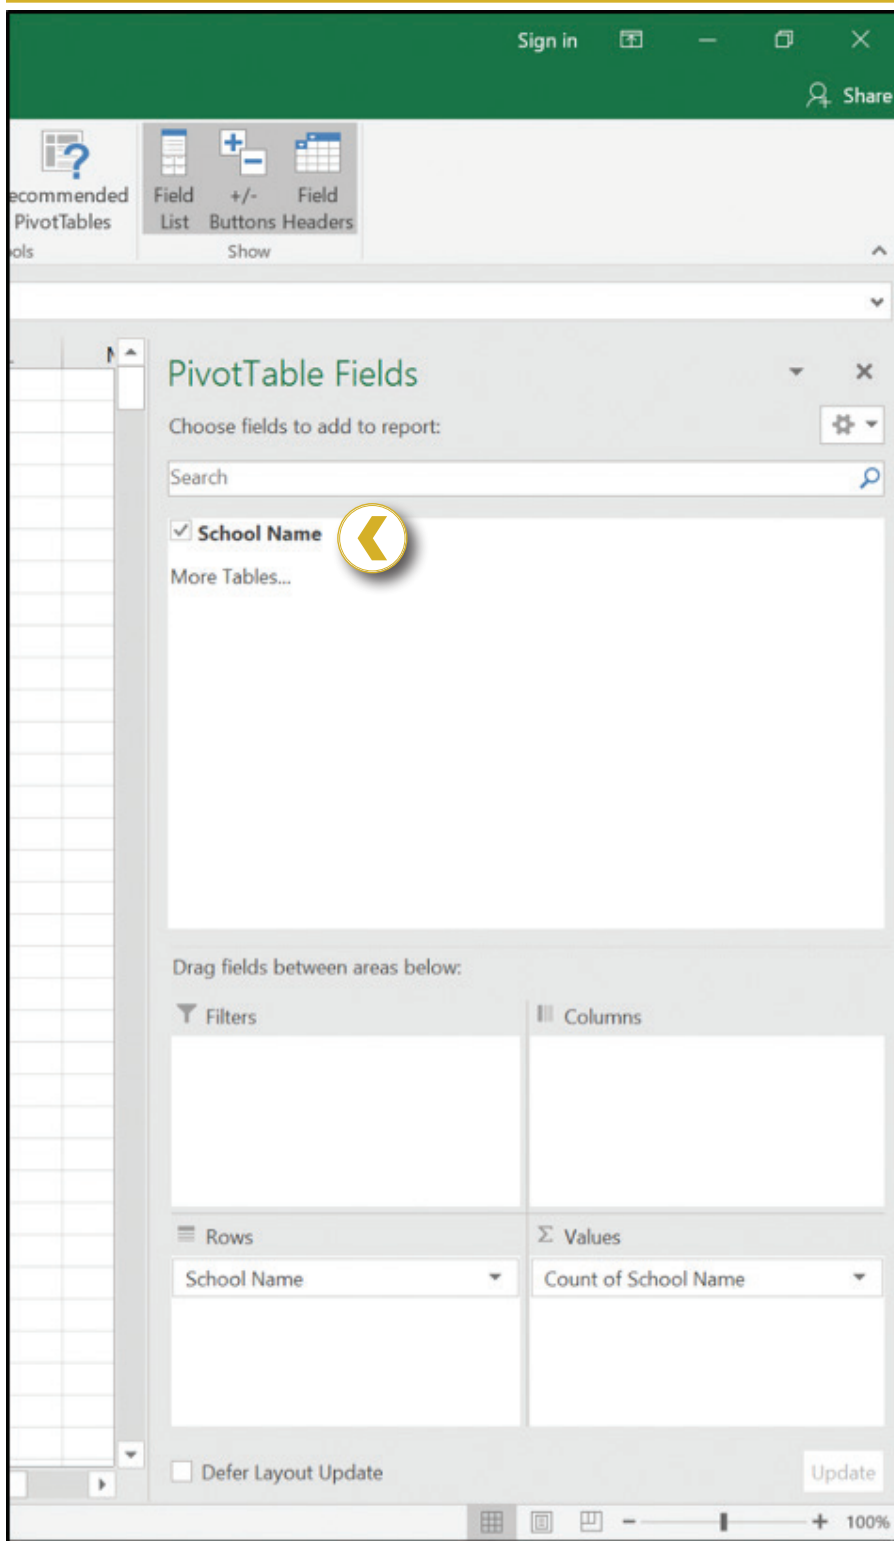 Sign in
Share
ecommended
PivotTables
Field
List
+/-
Buttons
Field
Headers
ols
Show
PivotTable Fields
Choose fields to add to report:
Search
School Name
More Tables...
Drag fields between areas below:
Filters
Columns
Rows
Σ Values
School Name
Count of School Name
Defer Layout Update
Update
100%